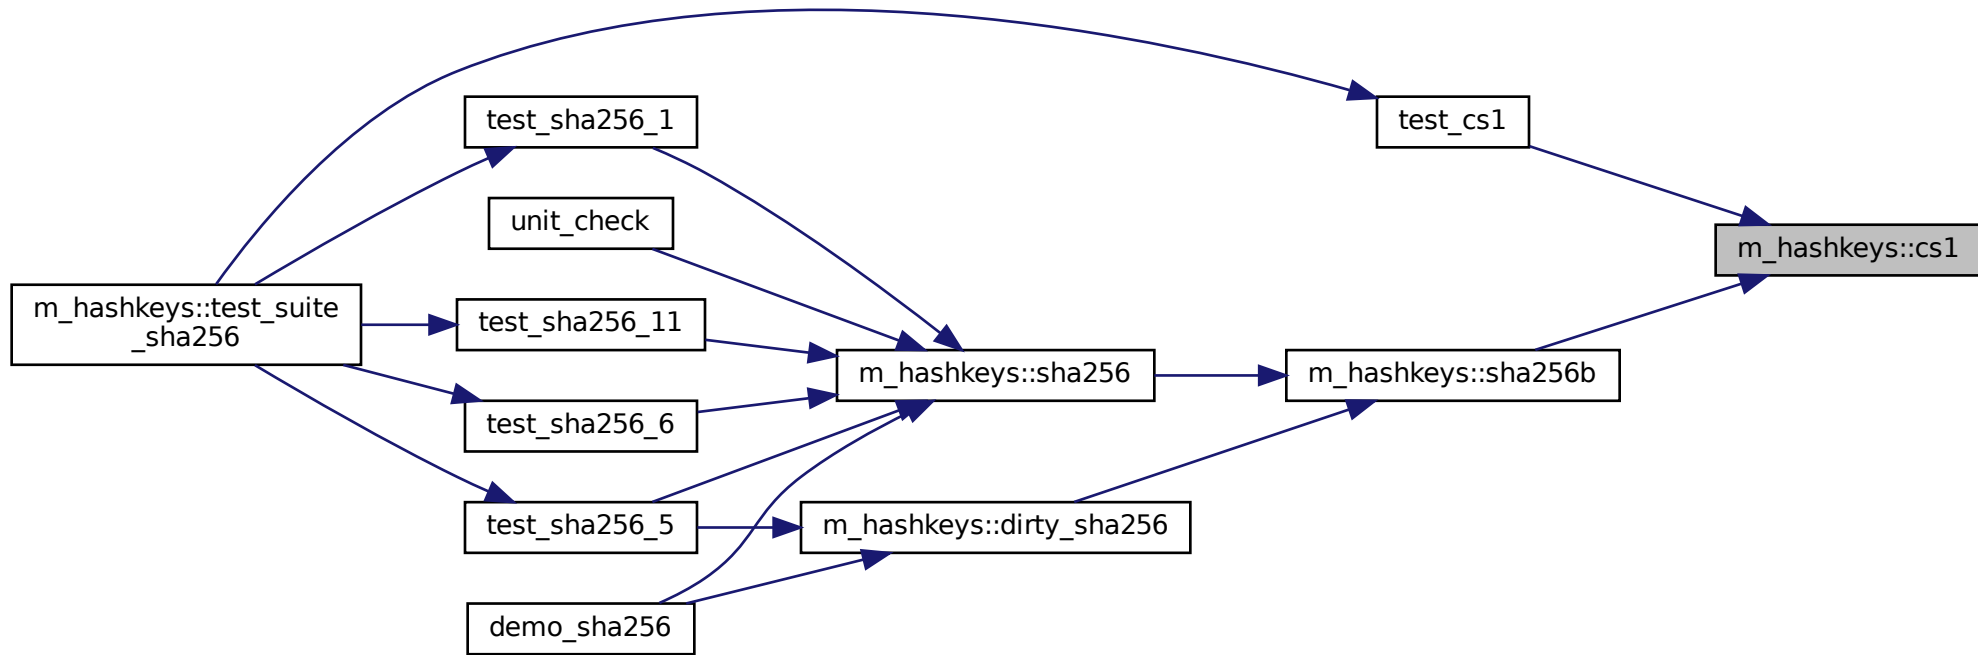 m_hashkeys::test_suite
_sha256
test_sha256_1
unit_check
test_sha256_11
test_sha256_6
test_sha256_5
demo_sha256
m_hashkeys::sha256
m_hashkeys::dirty_sha256
test_cs1
m_hashkeys::sha256b
m_hashkeys::cs1